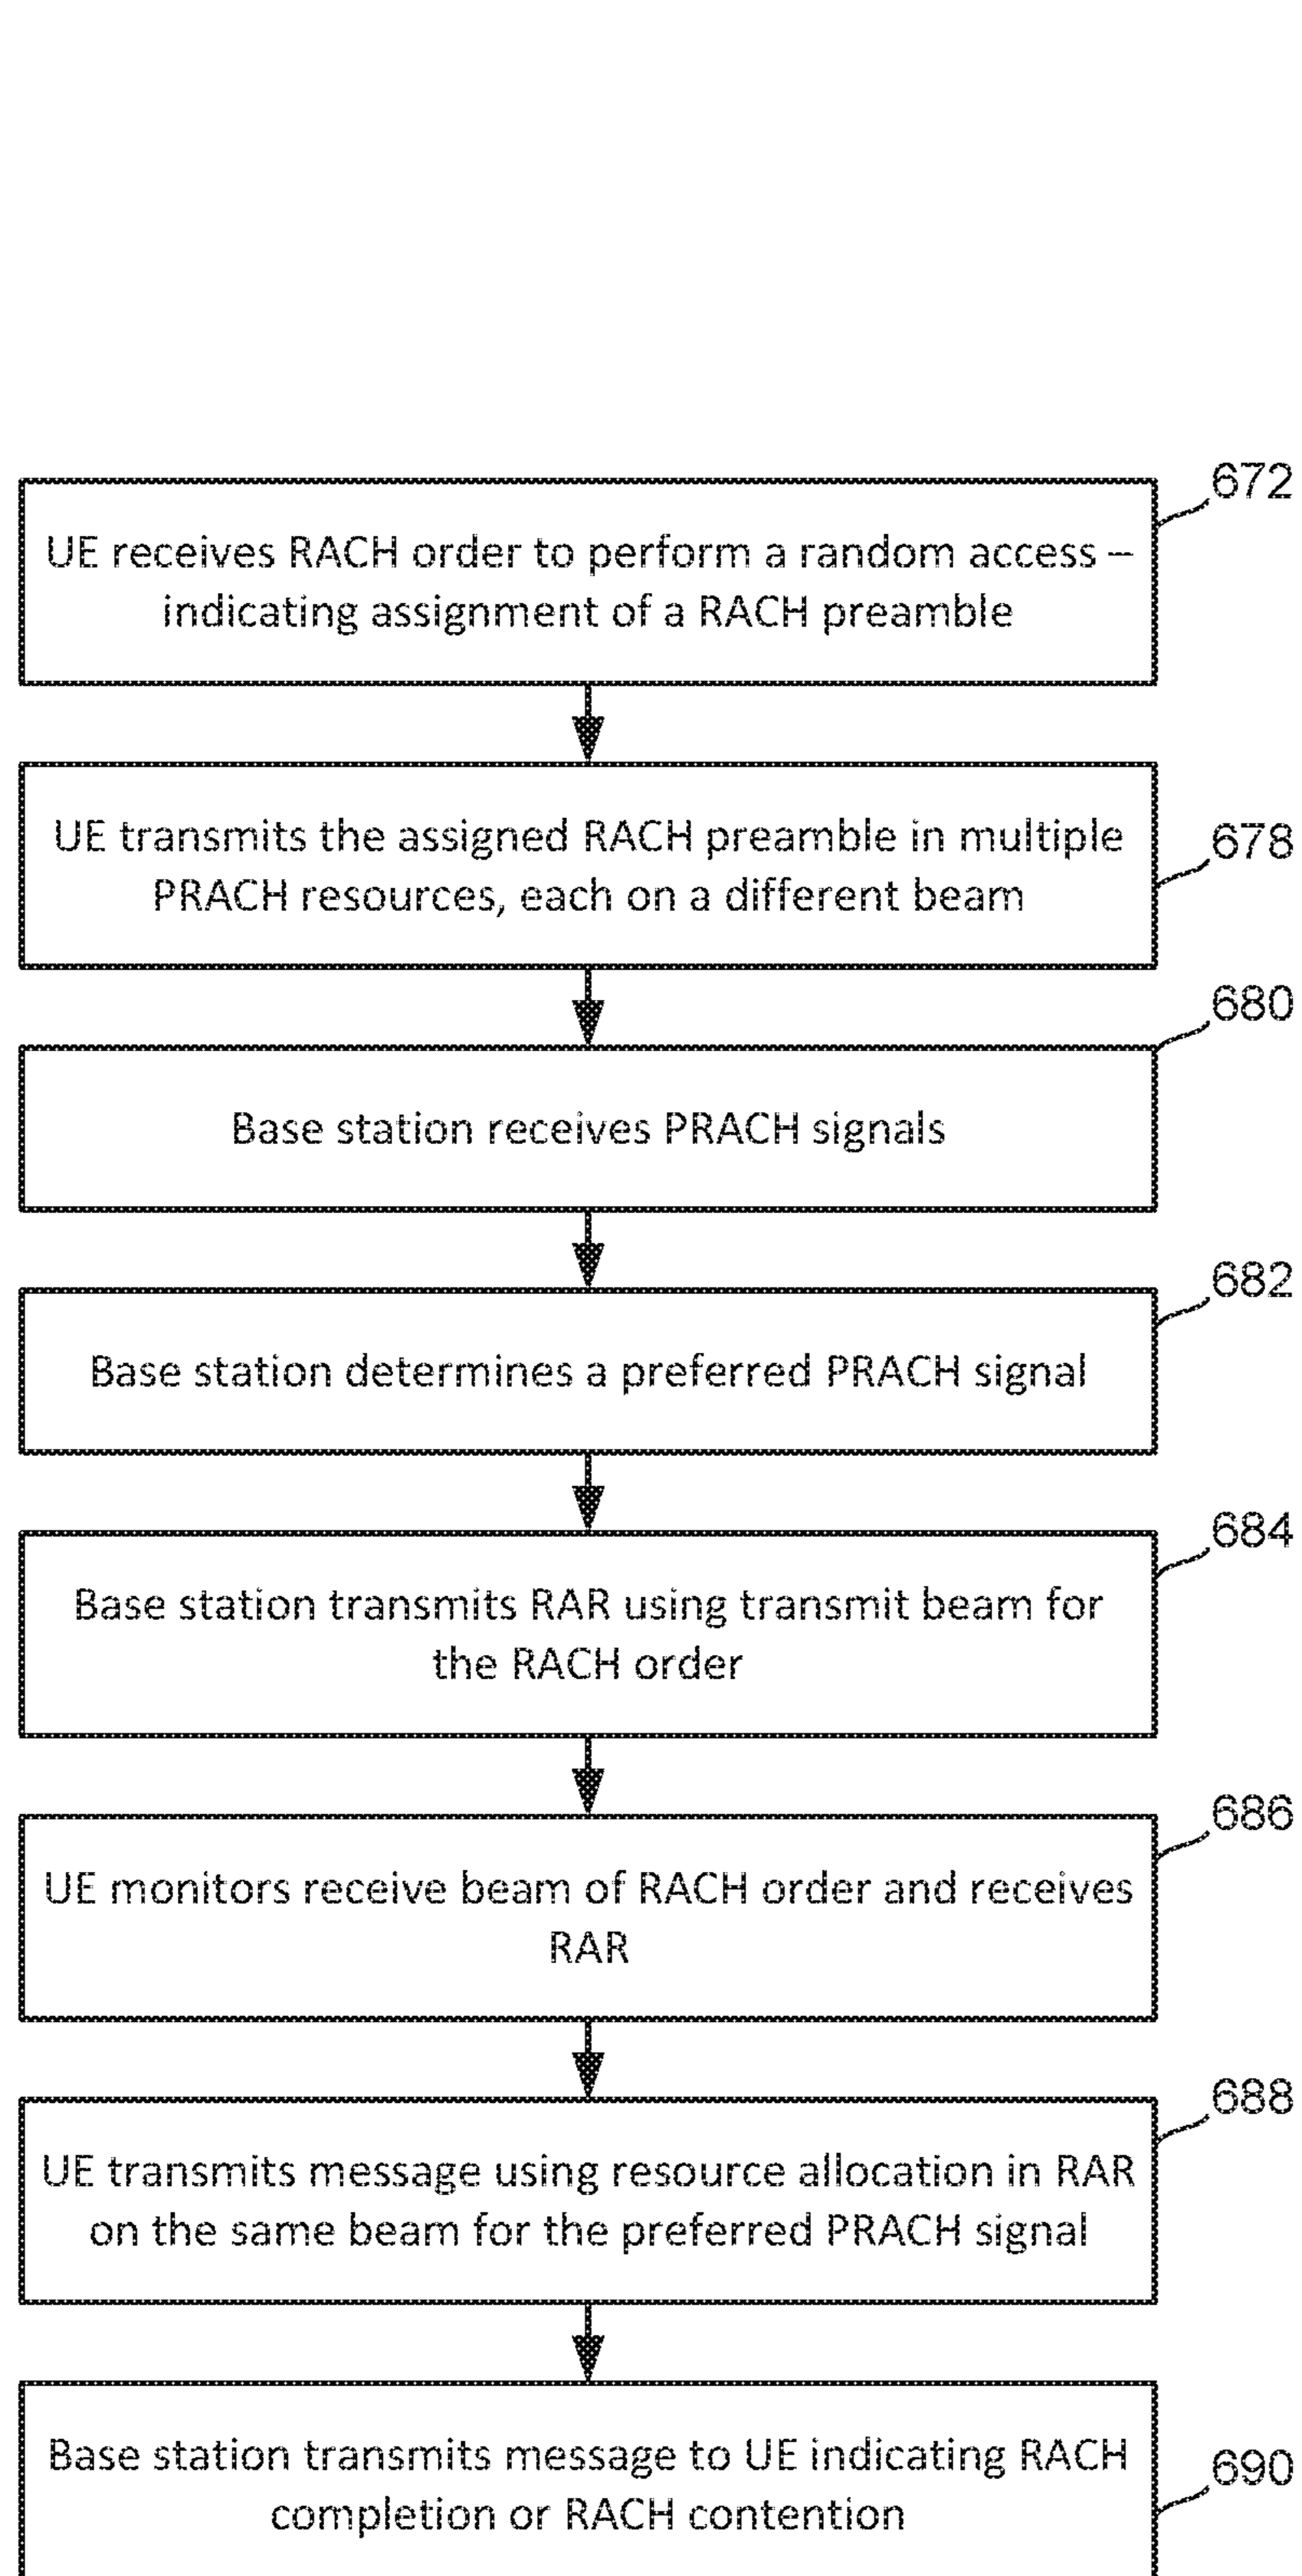 672
UE receives RACH order to perform a random access –
indicating assignment of a RACH preamble
UE transmits the assigned RACH preamble in multiple
PRACH resources, each on a different beam
678
680
Base station receives PRACH signals
682
Base station determines a preferred PRACH signal
684
Base station transmits RAR using transmit beam for
the RACH order
686
UE monitors receive beam of RACH order and receives
RAR
688
UE transmits message using resource allocation in RAR
on the same beam for the preferred PRACH signal
Base station transmits message to UE indicating RACH
completion or RACH contention
690